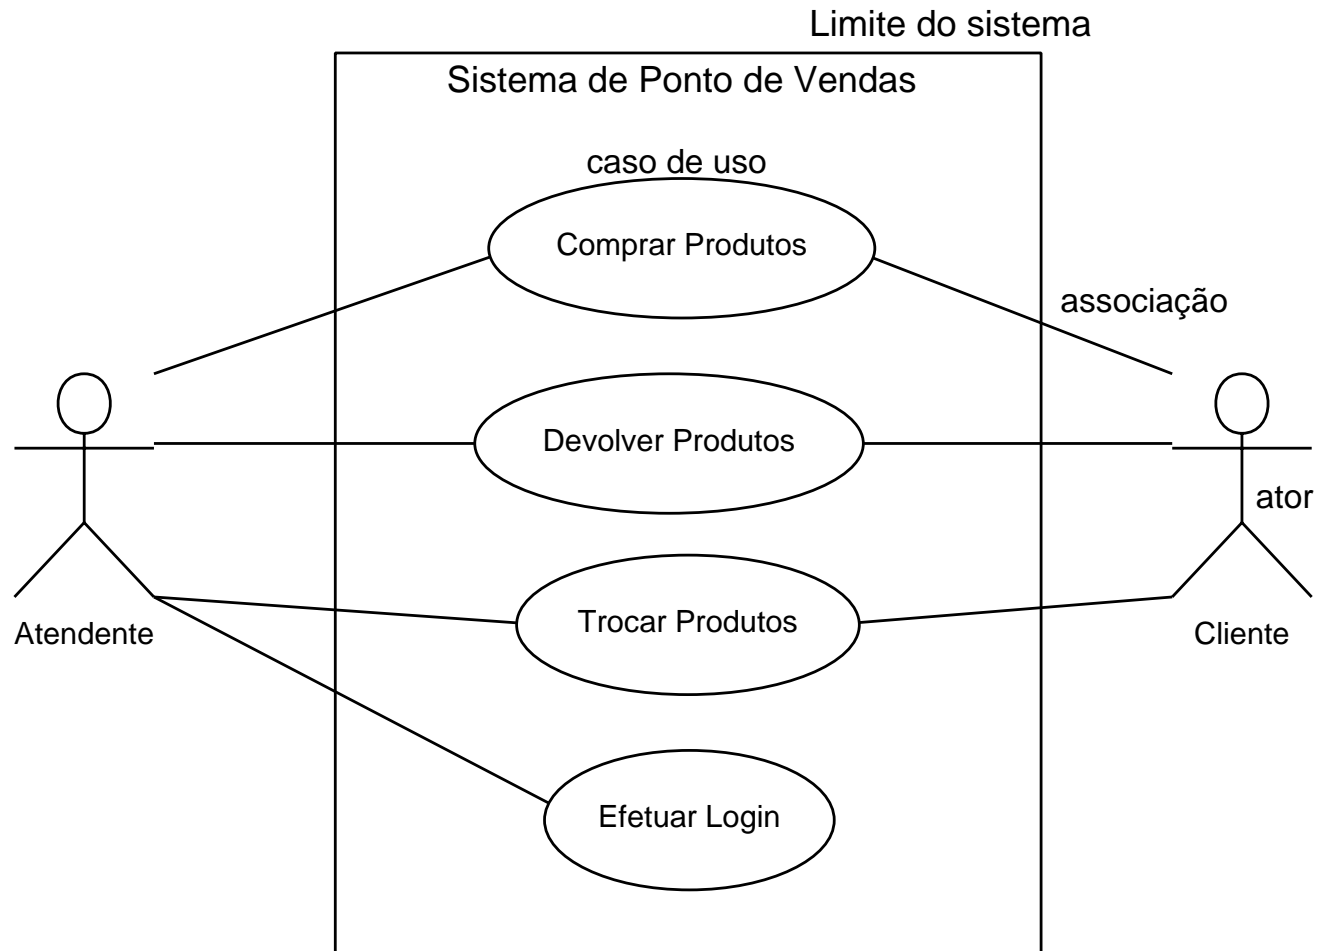 Limite do sistema
Sistema de Ponto de Vendas
caso de uso
Comprar Produtos
associação
Devolver Produtos
ator
Trocar Produtos
Atendente
Cliente
Efetuar Login